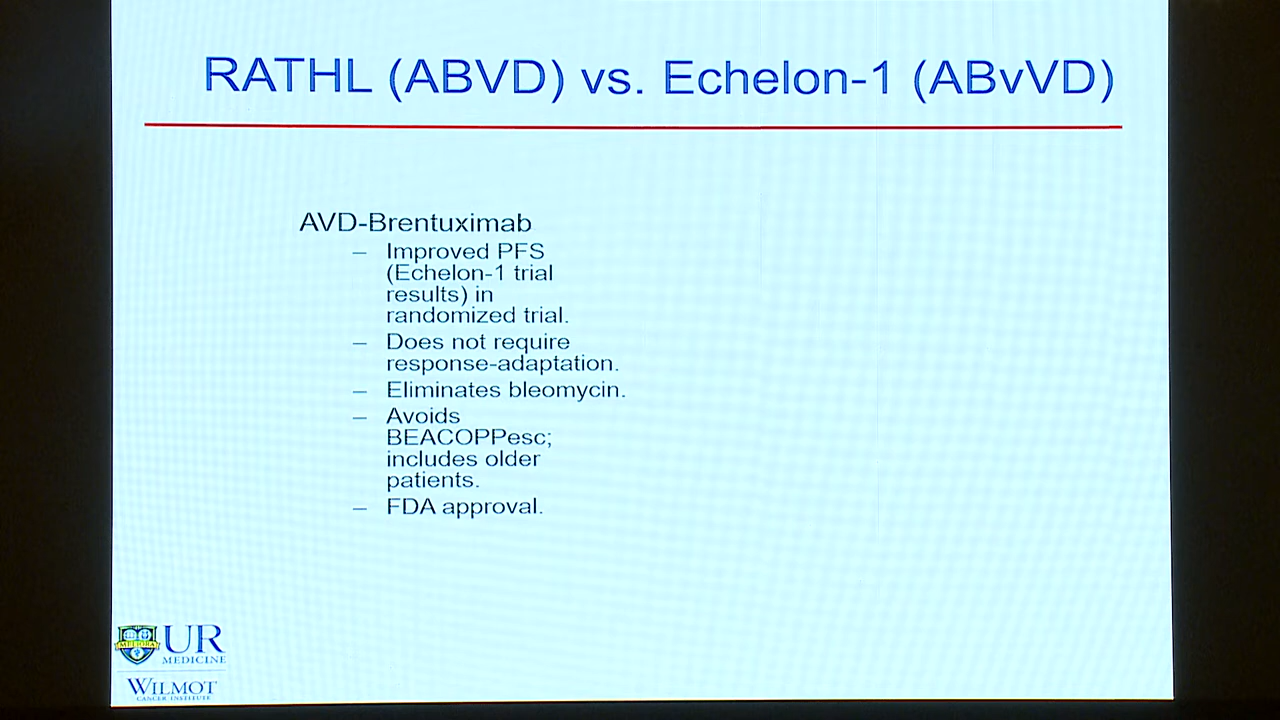 RATHL (ABVD) vs. Echelon-1 (ABvVD)
AVD-Brentuximab
– Improved PFS
(Echelon-1 trial
results) in
randomized trial.
– Does not require
response-adaptation.
– Eliminates bleomycin.
– Avoids
BEACOPPesc;
includes older
patients.
– FDA approval.
MELIORA
UR
MEDICINE
WILMOT
CANCER INSTITUTE